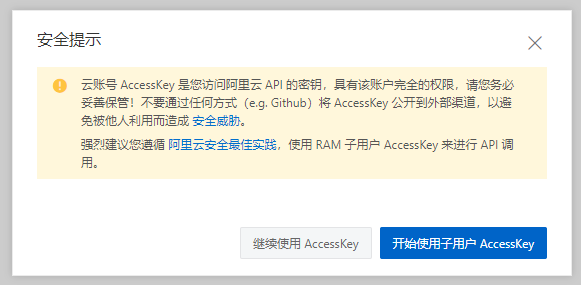 安全提示
云账号 AccessKey 是您访问阿里云 API 的密钥，具有该账户完全的权限，请您务必
妥善保管！不要通过任何方式（e.g. Github）将 AccessKey 公开到外部渠道，以避
免被他人利用而造成 安全威胁。
强烈建议您遵循 阿里云安全最佳实践，使用 RAM 子用户 AccessKey 来进行 API 调
用。
继续使用 AccessKey
开始使用子用户 AccessKey